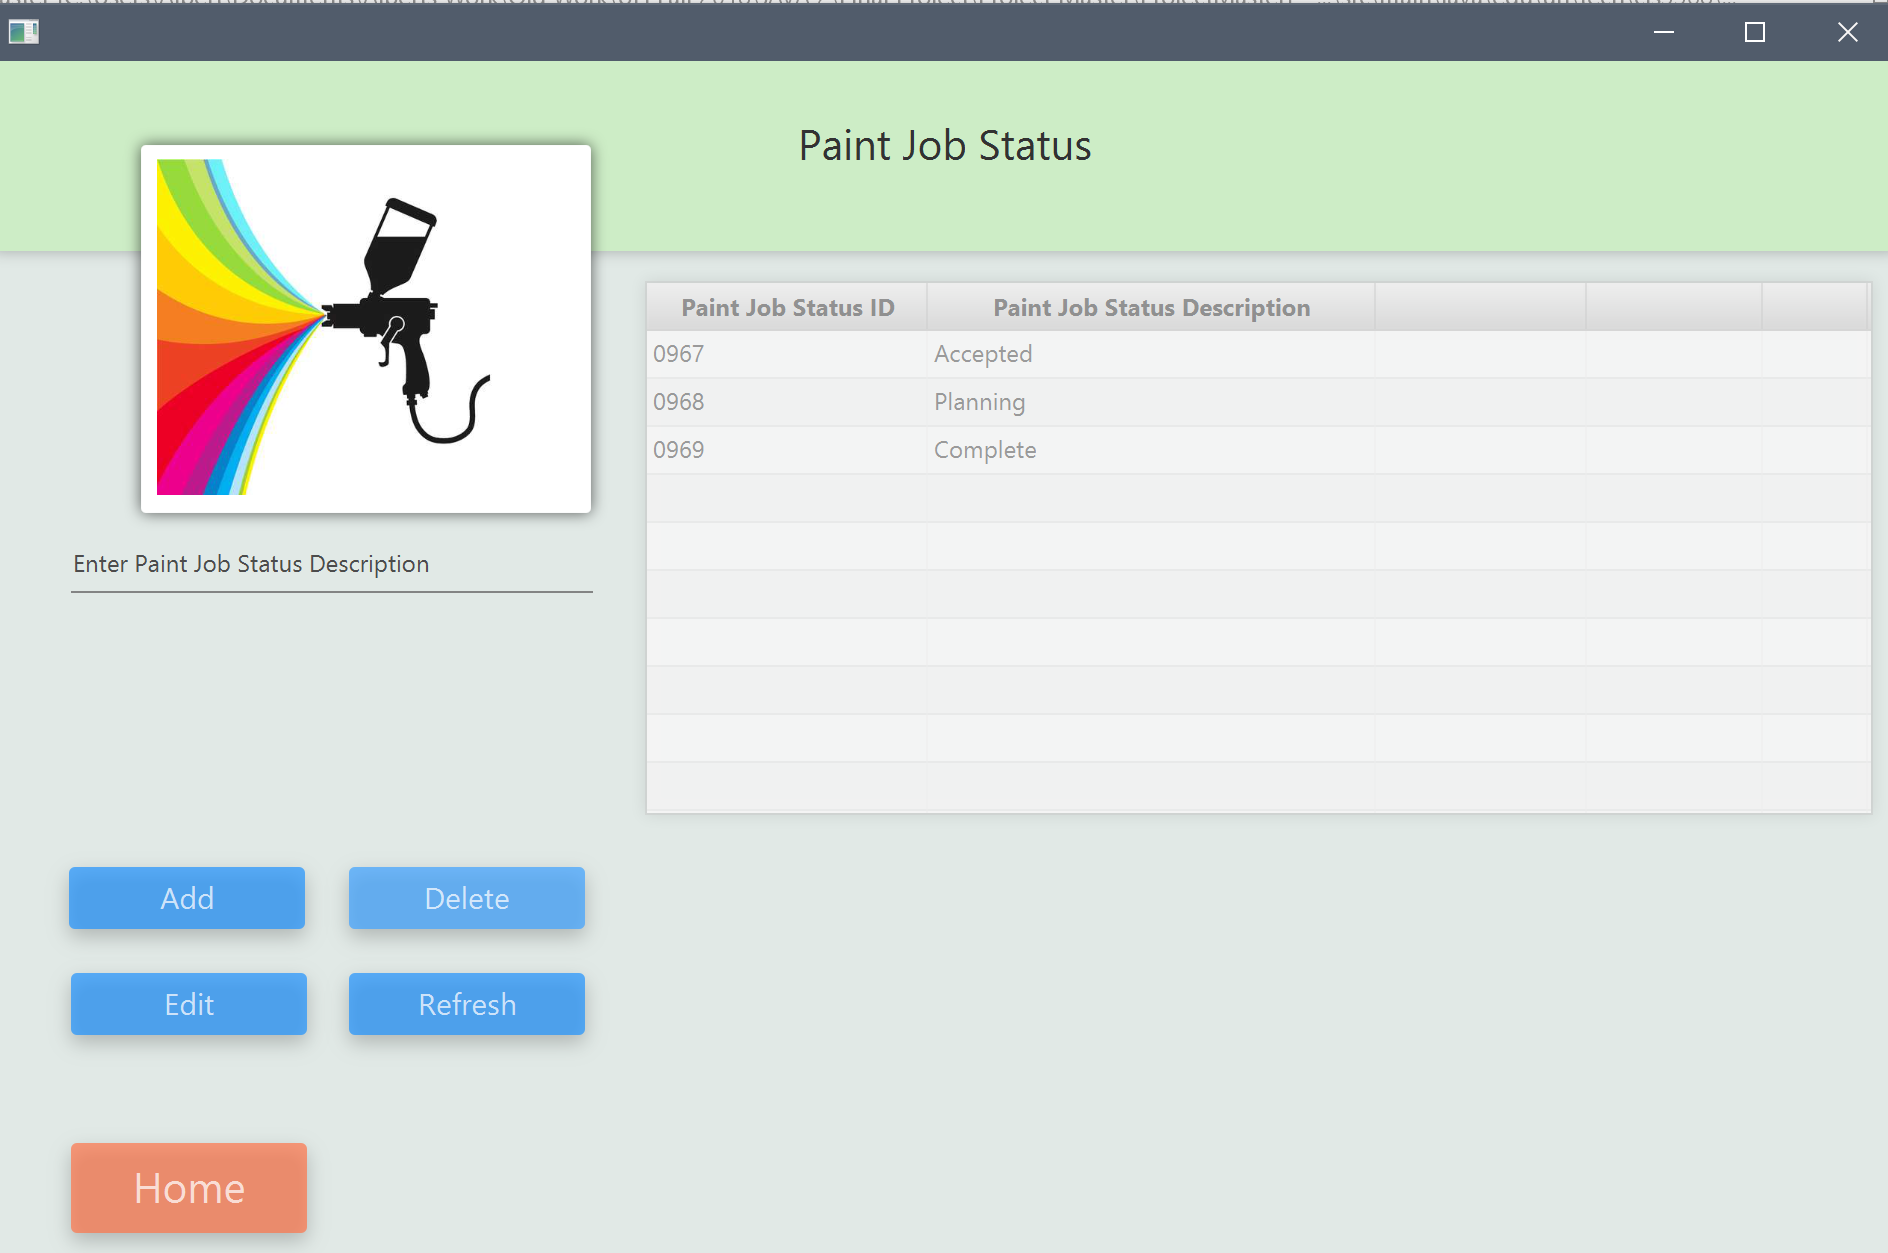 Paint Job Status
Paint Job Status ID Paint Job Status Description
0967 Accepted
0968 Planning
0969 Complete
Enter Paint Job Status Description
Add Delete
Edit Refresh
Home